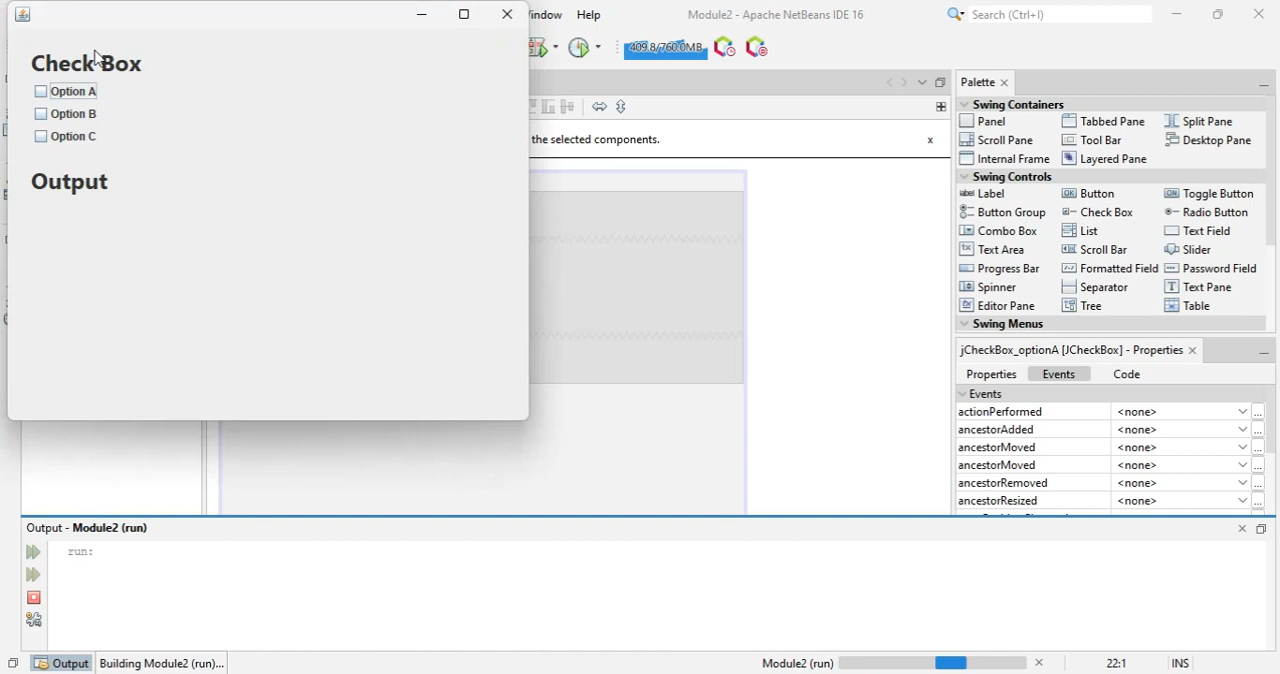 indow Help Module2 - Apache NetBeans IDE 16 Search (Ctrl+I)
409.8/760.0MB
Check Box
Option A
Option B
Option C
Output
the selected components. x
Palette
Swing Containers
Panel Tabbed Pane Split Pane
Scroll Pane Tool Bar Desktop Pane
Internal Frame Layered Pane
Swing Controls
label Label OK Button ON Toggle Button
Button Group Check Box Radio Button
Combo Box List Text Field
Text Area Scroll Bar Slider
Progress Bar Formatted Field Password Field
Spinner Separator Text Pane
Editor Pane Tree Table
Swing Menus
jCheckBox_optionA [JCheckBox] - Properties
Properties Events Code
Events
actionPerformed <none> ...
ancestorAdded <none> ...
ancestorMoved <none> ...
ancestorMoved <none> ...
ancestorRemoved <none> ...
ancestorResized <none> ...
Output - Module2 (run)
run:
Output Building Module2 (run)... Module2 (run) 22:1 INS